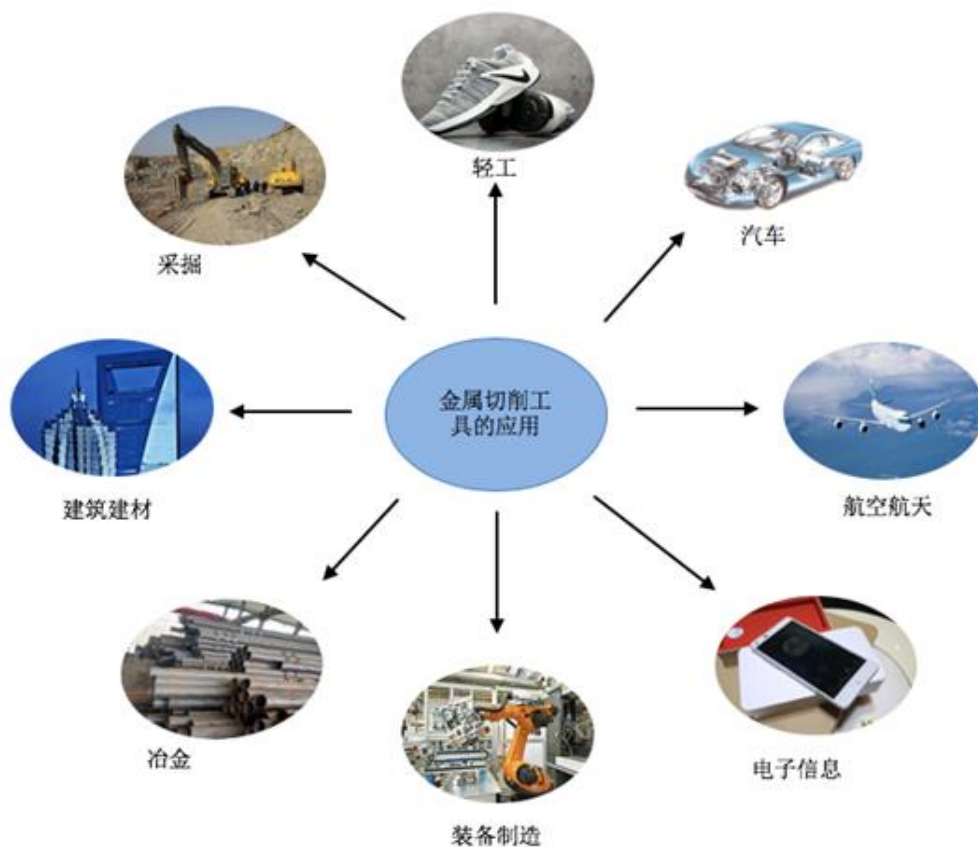 轻工
采掘
汽车
金属切削工
具的应用
建筑建材
航空航天
冶金
电子信息
装备制造